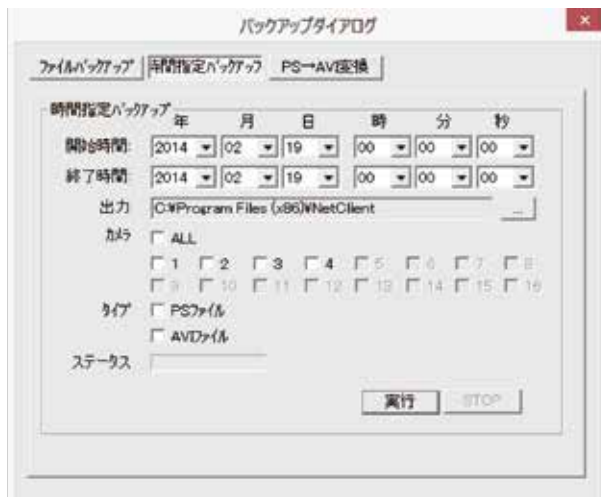 バックアップダイアログ
ファイルバックアップ 時間指定バックアップ PS→AVI変換
時間指定バックアップ
年 月 日 時 分 秒
開始時間: 2014 02 19 00 00 00
終了時間: 2014 02 19 00 00 00
出力 C:¥Program Files (x86)¥NetClient ...
カメラ ALL
1 2 3 4 5 6 7 8
9 10 11 12 13 14 15 16
タイプ PSファイル
AVIファイル
ステータス
実行 STOP